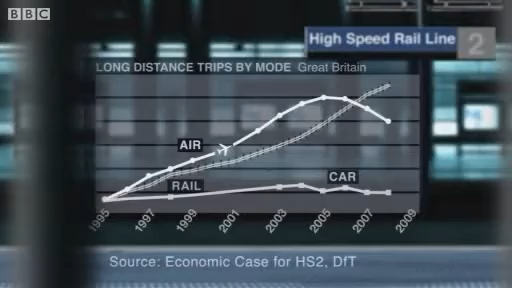 BBC
High Speed Rail Line 2
LONG DISTANCE TRIPS BY MODE Great Britain
AIR
RAIL
CAR
1995 1997 1999 2001 2003 2005 2007 2009
Source: Economic Case for HS2, DfT